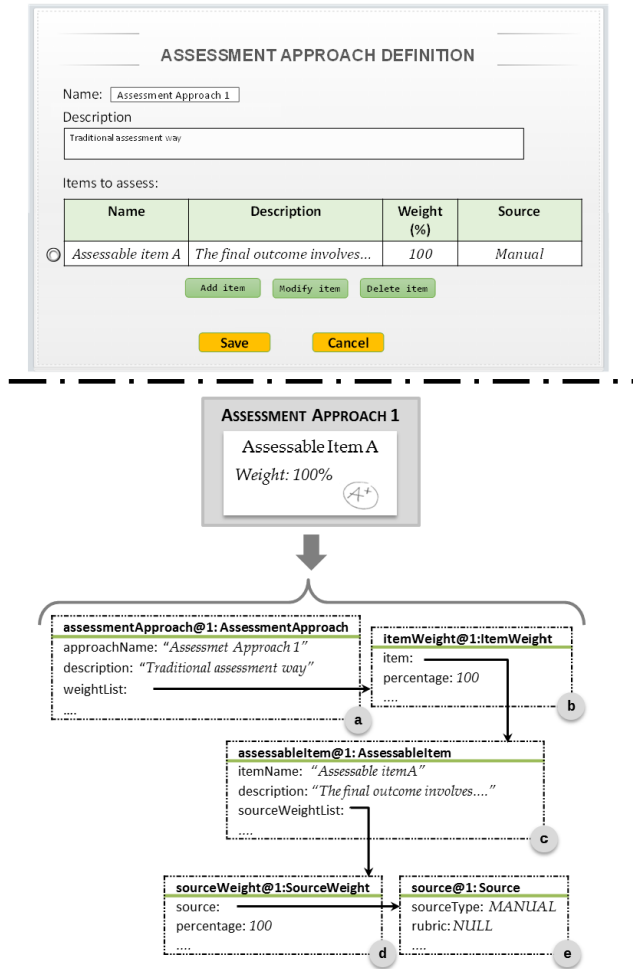 ASSESSMENT APPROACH DEFINITION
Name: Assessment Approach 1
Description
Traditional assessment way
Items to assess:
Name Description Weight (%) Source
Assessable item A The final outcome involves... 100 Manual
Add item Modify item Delete item
Save Cancel
ASSESSMENT APPROACH 1
Assessable Item A
Weight: 100%
A+
assessmentApproach@1: AssessmentApproach
approachName: “Assessmet Approach 1”
description: “Traditional assessment way”
weightList:
....
a
itemWeight@1:ItemWeight
item:
percentage: 100
....
b
assessableItem@1: AssessableItem
itemName: “Assessable itemA”
description: “The final outcome involves....”
sourceWeightList:
....
c
sourceWeight@1:SourceWeight
source:
percentage: 100
....
d
source@1: Source
sourceType: MANUAL
rubric: NULL
....
e